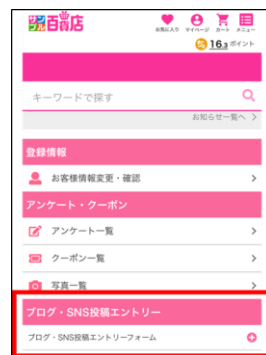 サンプル百貨店
お気に入り マイページ カート メニュー
16.3 ポイント
キーワードで探す
お知らせ一覧へ >
登録情報
お客様情報変更・確認
アンケート・クーポン
アンケート一覧
クーポン一覧
写真一覧
ブログ・SNS投稿エントリー
ブログ・SNS投稿エントリーフォーム